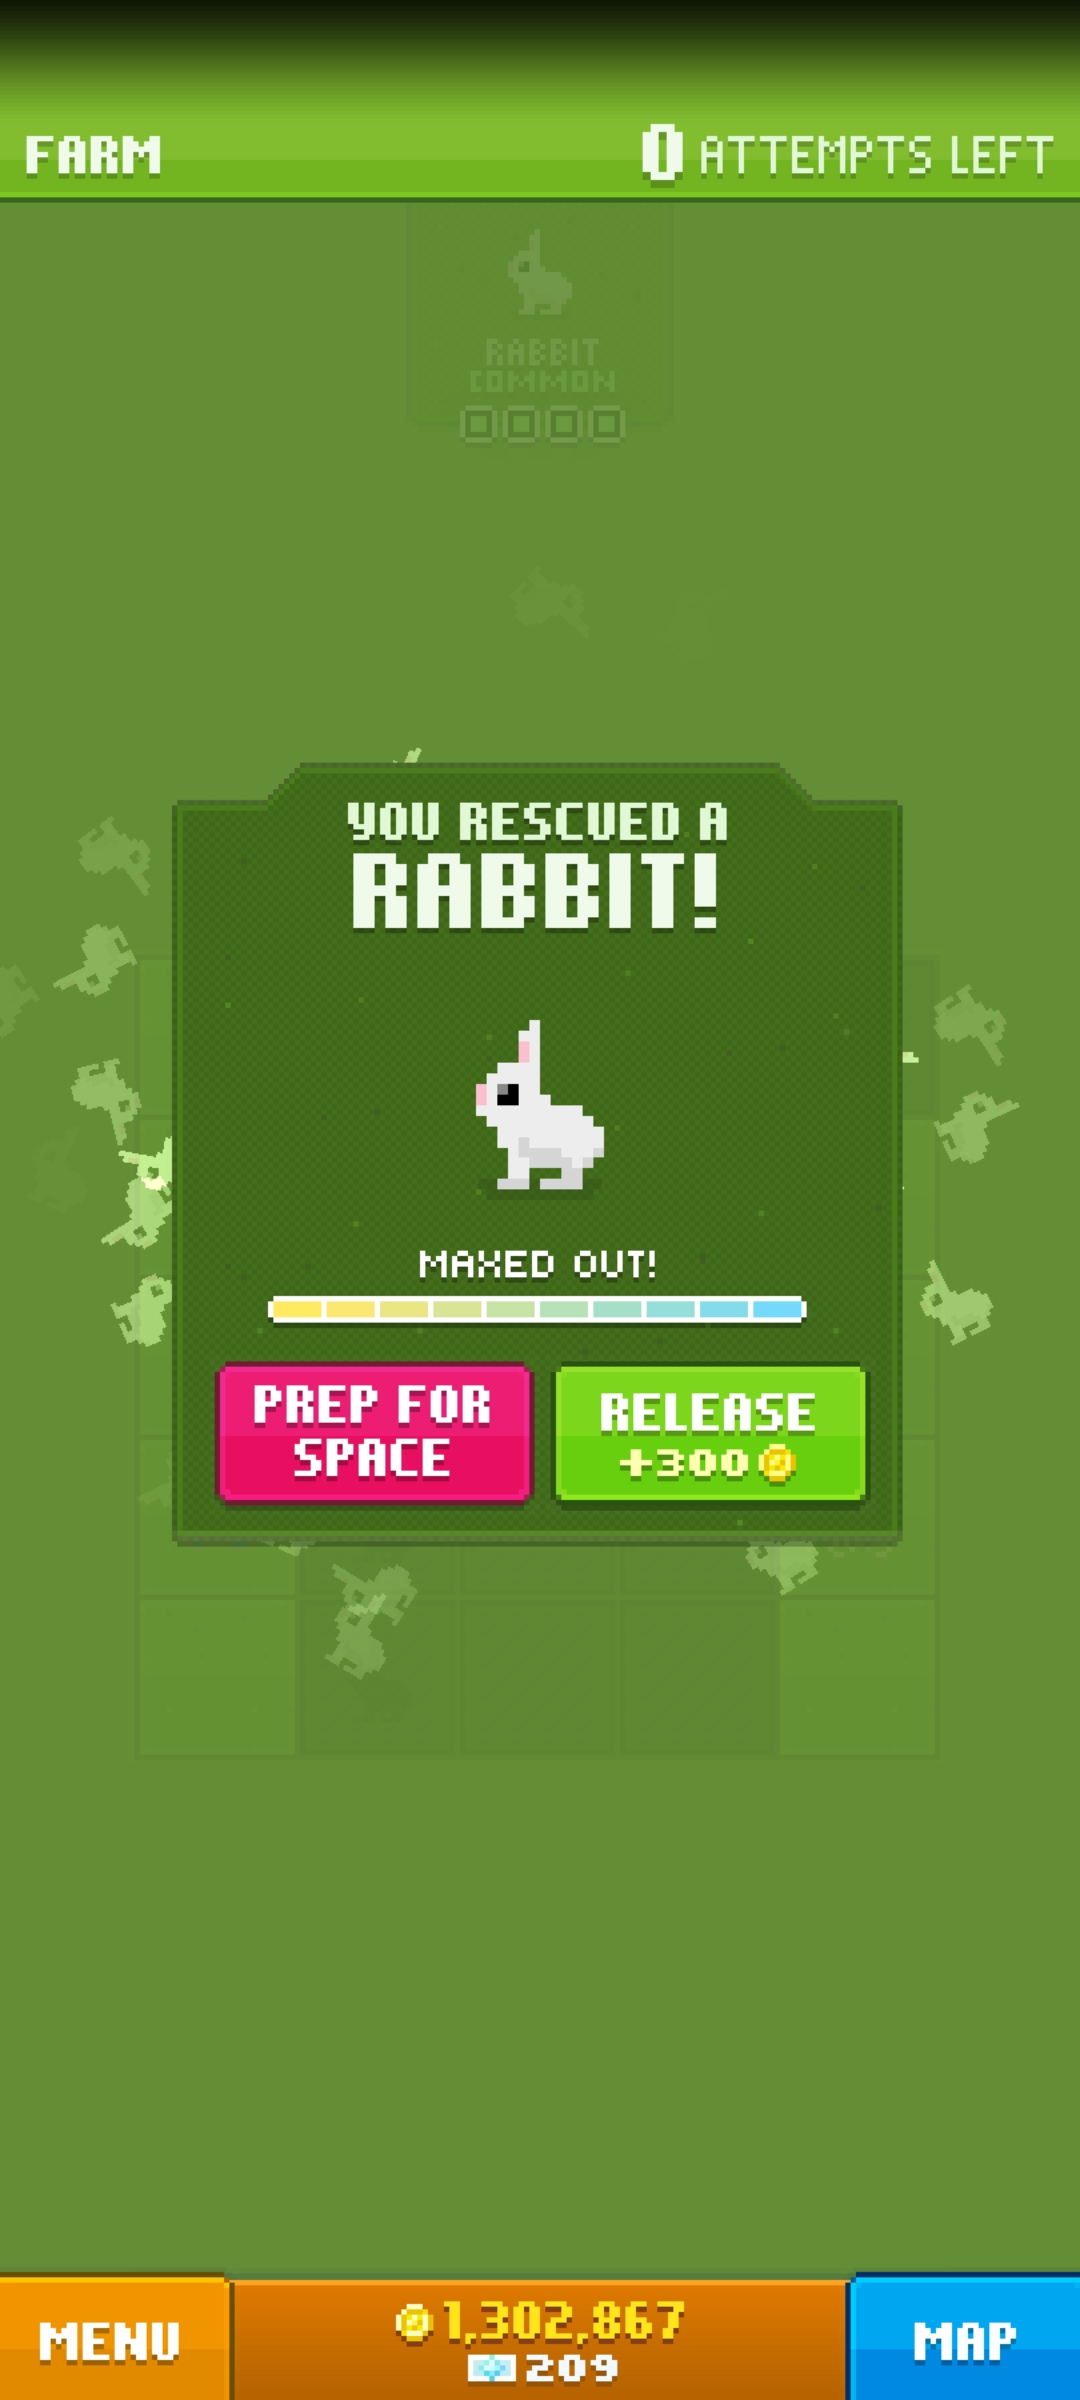 FARM
0 ATTEMPTS LEFT
RABBIT
COMMON
YOU RESCUED A
RABBIT!
MAXED OUT!
PREP FOR
SPACE
RELEASE
+300
MENU
1,302,867
209
MAP